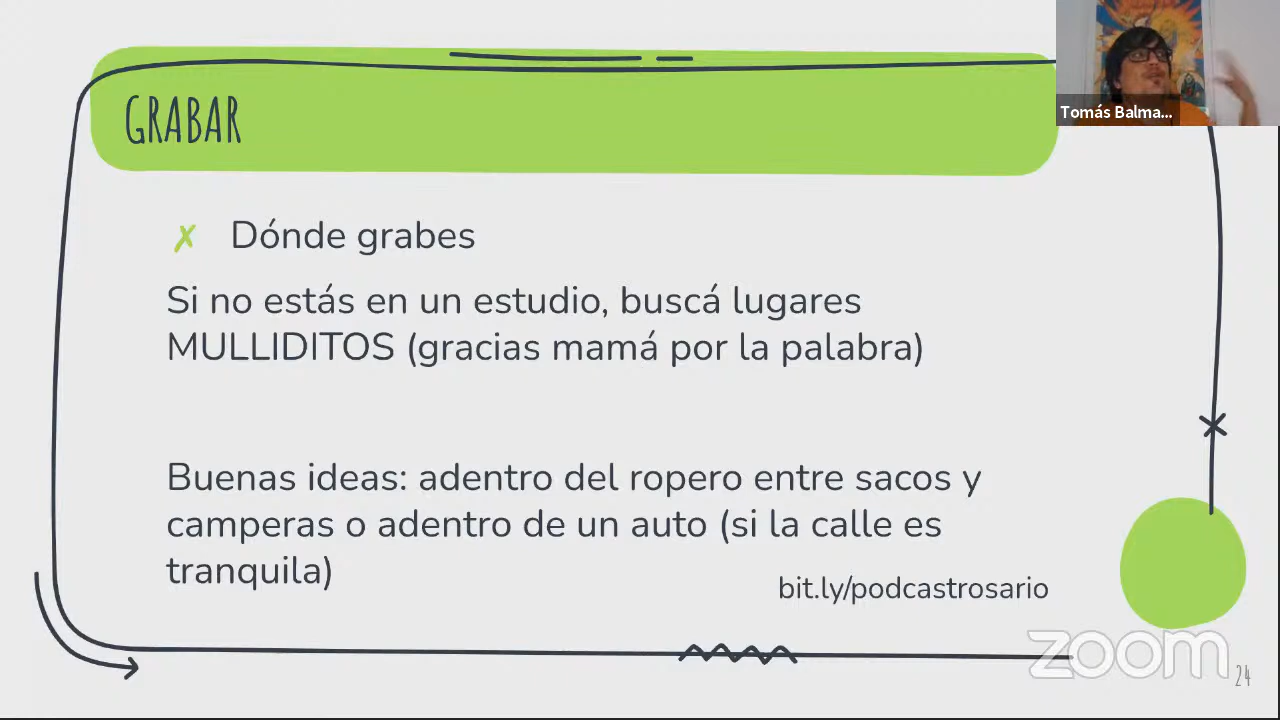 GRABAR
Tomás Balma...
✗ Dónde grabes
Si no estás en un estudio, buscá lugares
MULLIDITOS (gracias mamá por la palabra)
Buenas ideas: adentro del ropero entre sacos y
camperas o adentro de un auto (si la calle es
tranquila)
bit.ly/podcastrosario
zoom
24